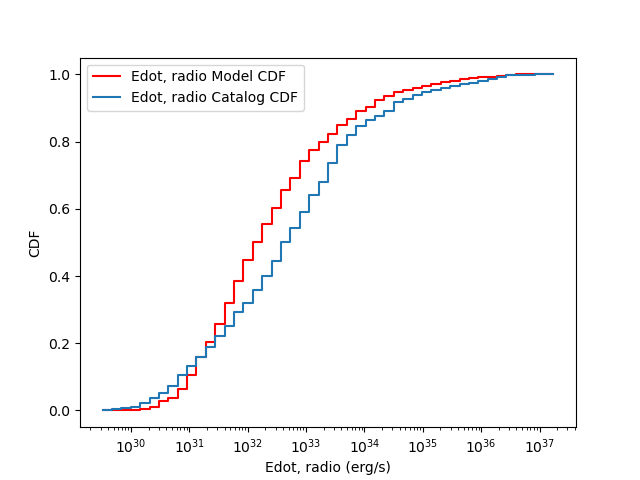 Edot, radio Model CDF
Edot, radio Catalog CDF
1.0
0.8
0.6
0.4
0.2
0.0
CDF
10^30 10^31 10^32 10^33 10^34 10^35 10^36 10^37
Edot, radio (erg/s)